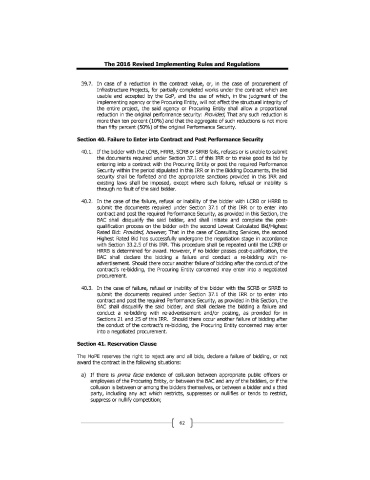 The 2016 Revised Implementing Rules and Regulations
39.7. In case of a reduction in the contract value, or, in the case of procurement of
Infrastructure Projects, for partially completed works under the contract which are
usable and accepted by the GoP, and the use of which, in the judgment of the
implementing agency or the Procuring Entity, will not affect the structural integrity of
the entire project, the said agency or Procuring Entity shall allow a proportional
reduction in the original performance security: Provided, That any such reduction is
more than ten percent (10%) and that the aggregate of such reductions is not more
than fifty percent (50%) of the original Performance Security.
Section 40. Failure to Enter into Contract and Post Performance Security
40.1. If the bidder with the LCRB, HRRB, SCRB or SRRB fails, refuses or is unable to submit
the documents required under Section 37.1 of this IRR or to make good its bid by
entering into a contract with the Procuring Entity or post the required Performance
Security within the period stipulated in this IRR or in the Bidding Documents, the bid
security shall be forfeited and the appropriate sanctions provided in this IRR and
existing laws shall be imposed, except where such failure, refusal or inability is
through no fault of the said bidder.
40.2. In the case of the failure, refusal or inability of the bidder with LCRB or HRRB to
submit the documents required under Section 37.1 of this IRR or to enter into
contract and post the required Performance Security, as provided in this Section, the
BAC shall disqualify the said bidder, and shall initiate and complete the post-
qualification process on the bidder with the second Lowest Calculated Bid/Highest
Rated Bid: Provided, however, That in the case of Consulting Services, the second
Highest Rated Bid has successfully undergone the negotiation stage in accordance
with Section 33.2.5 of this IRR. This procedure shall be repeated until the LCRB or
HRRB is determined for award. However, if no bidder passes post-qualification, the
BAC shall declare the bidding a failure and conduct a re-bidding with re-
advertisement. Should there occur another failure of bidding after the conduct of the
contract's re-bidding, the Procuring Entity concerned may enter into a negotiated
procurement.
40.3. In the case of failure, refusal or inability of the bidder with the SCRB or SRRB to
submit the documents required under Section 37.1 of this IRR or to enter into
contract and post the required Performance Security, as provided in this Section, the
BAC shall disqualify the said bidder, and shall declare the bidding a failure and
conduct a re-bidding with re-advertisement and/or posting, as provided for in
Sections 21 and 25 of this IRR. Should there occur another failure of bidding after
the conduct of the contract's re-bidding, the Procuring Entity concerned may enter
into a negotiated procurement.
Section 41. Reservation Clause
The HoPE reserves the right to reject any and all bids, declare a failure of bidding, or not
award the contract in the following situations:
a) If there is prima facie evidence of collusion between appropriate public officers or
employees of the Procuring Entity, or between the BAC and any of the bidders, or if the
collusion is between or among the bidders themselves, or between a bidder and a third
party, including any act which restricts, suppresses or nullifies or tends to restrict,
suppress or nullify competition;
82